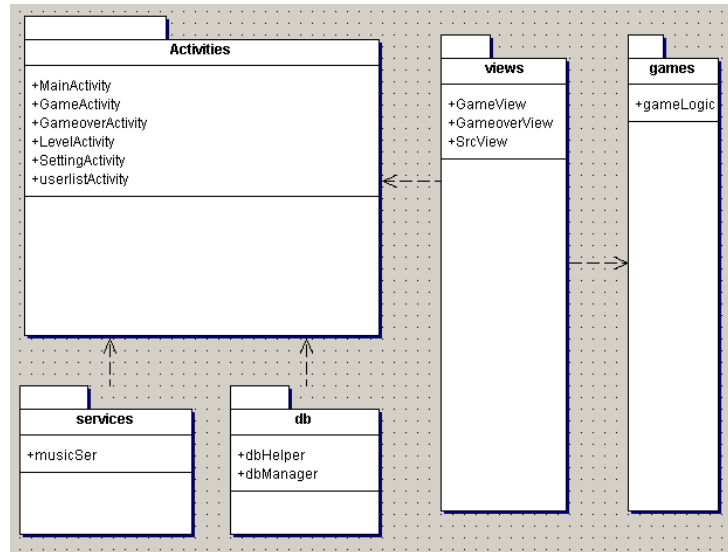 Activities
+MainActivity
+GameActivity
+GameoverActivity
+LevelActivity
+SettingActivity
+userlistActivity
views
+GameView
+GameoverView
+SrcView
games
+gameLogic
services
+musicSer
db
+dbHelper
+dbManager